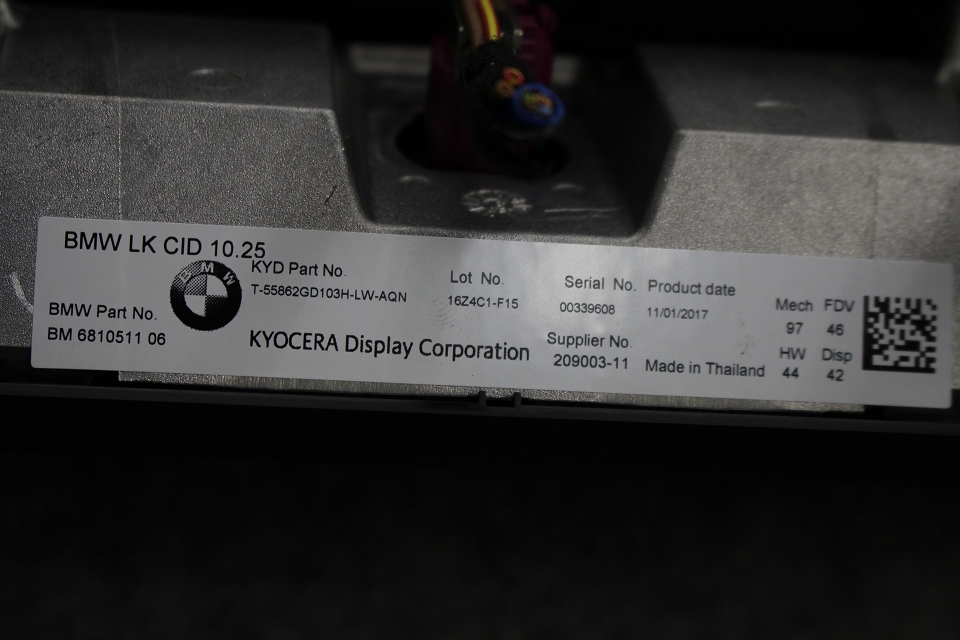 BMW LK CID 10.25
BMW
KYD Part No.
T-55862GD103H-LW-AQN
Lot No.
16Z4C1-F15
Serial No.
00339608
Product date
11/01/2017
Mech FDV
97 46
BMW Part No.
BM 6810511 06
KYOCERA Display Corporation
Supplier No.
209003-11
Made in Thailand
HW Disp
44 42